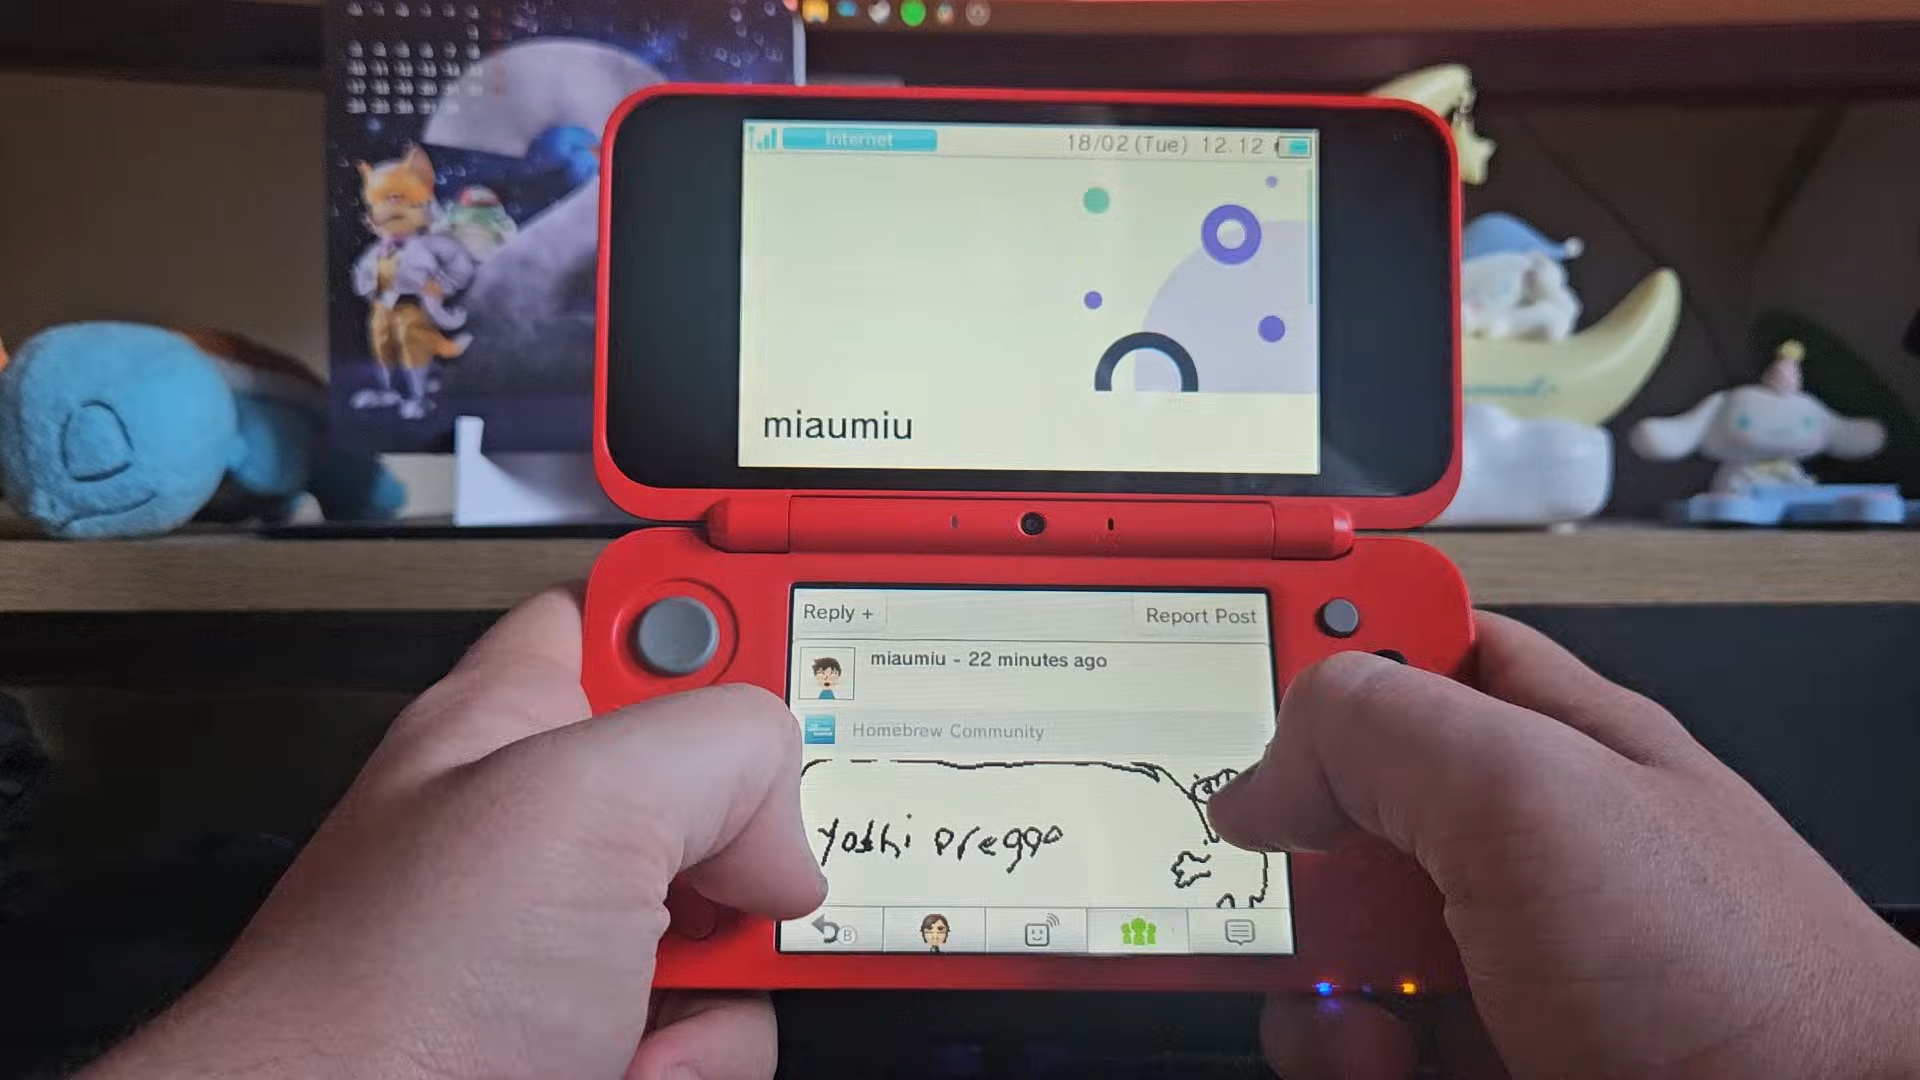 Internet 18/02 (Tue) 12:12
miaumiu
Reply + Report Post
miaumiu - 22 minutes ago
Homebrew Community
yoshi preggo
B